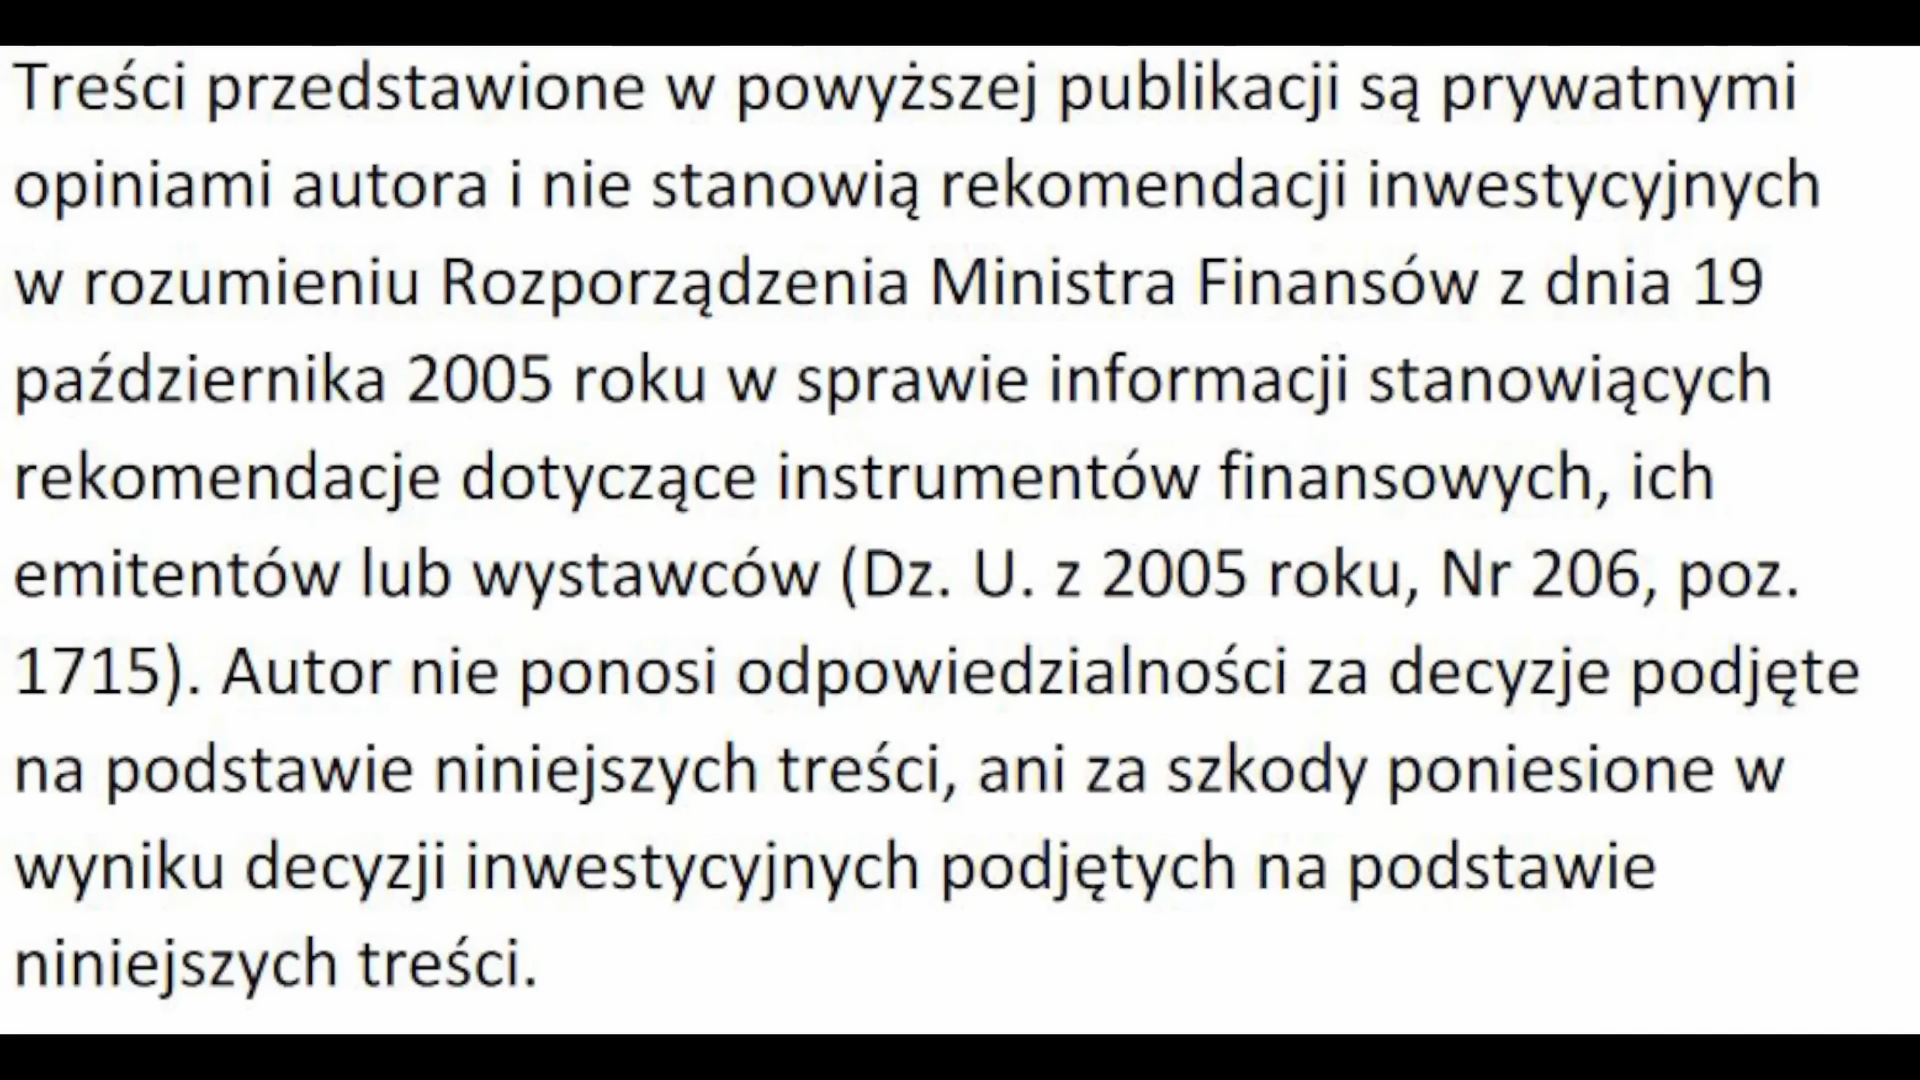 Treści przedstawione w powyższej publikacji są prywatnymi
opiniami autora i nie stanowią rekomendacji inwestycyjnych
w rozumieniu Rozporządzenia Ministra Finansów z dnia 19
października 2005 roku w sprawie informacji stanowiących
rekomendacje dotyczące instrumentów finansowych, ich
emitentów lub wystawców (Dz. U. z 2005 roku, Nr 206, poz.
1715). Autor nie ponosi odpowiedzialności za decyzje podjęte
na podstawie niniejszych treści, ani za szkody poniesione w
wyniku decyzji inwestycyjnych podjętych na podstawie
niniejszych treści.